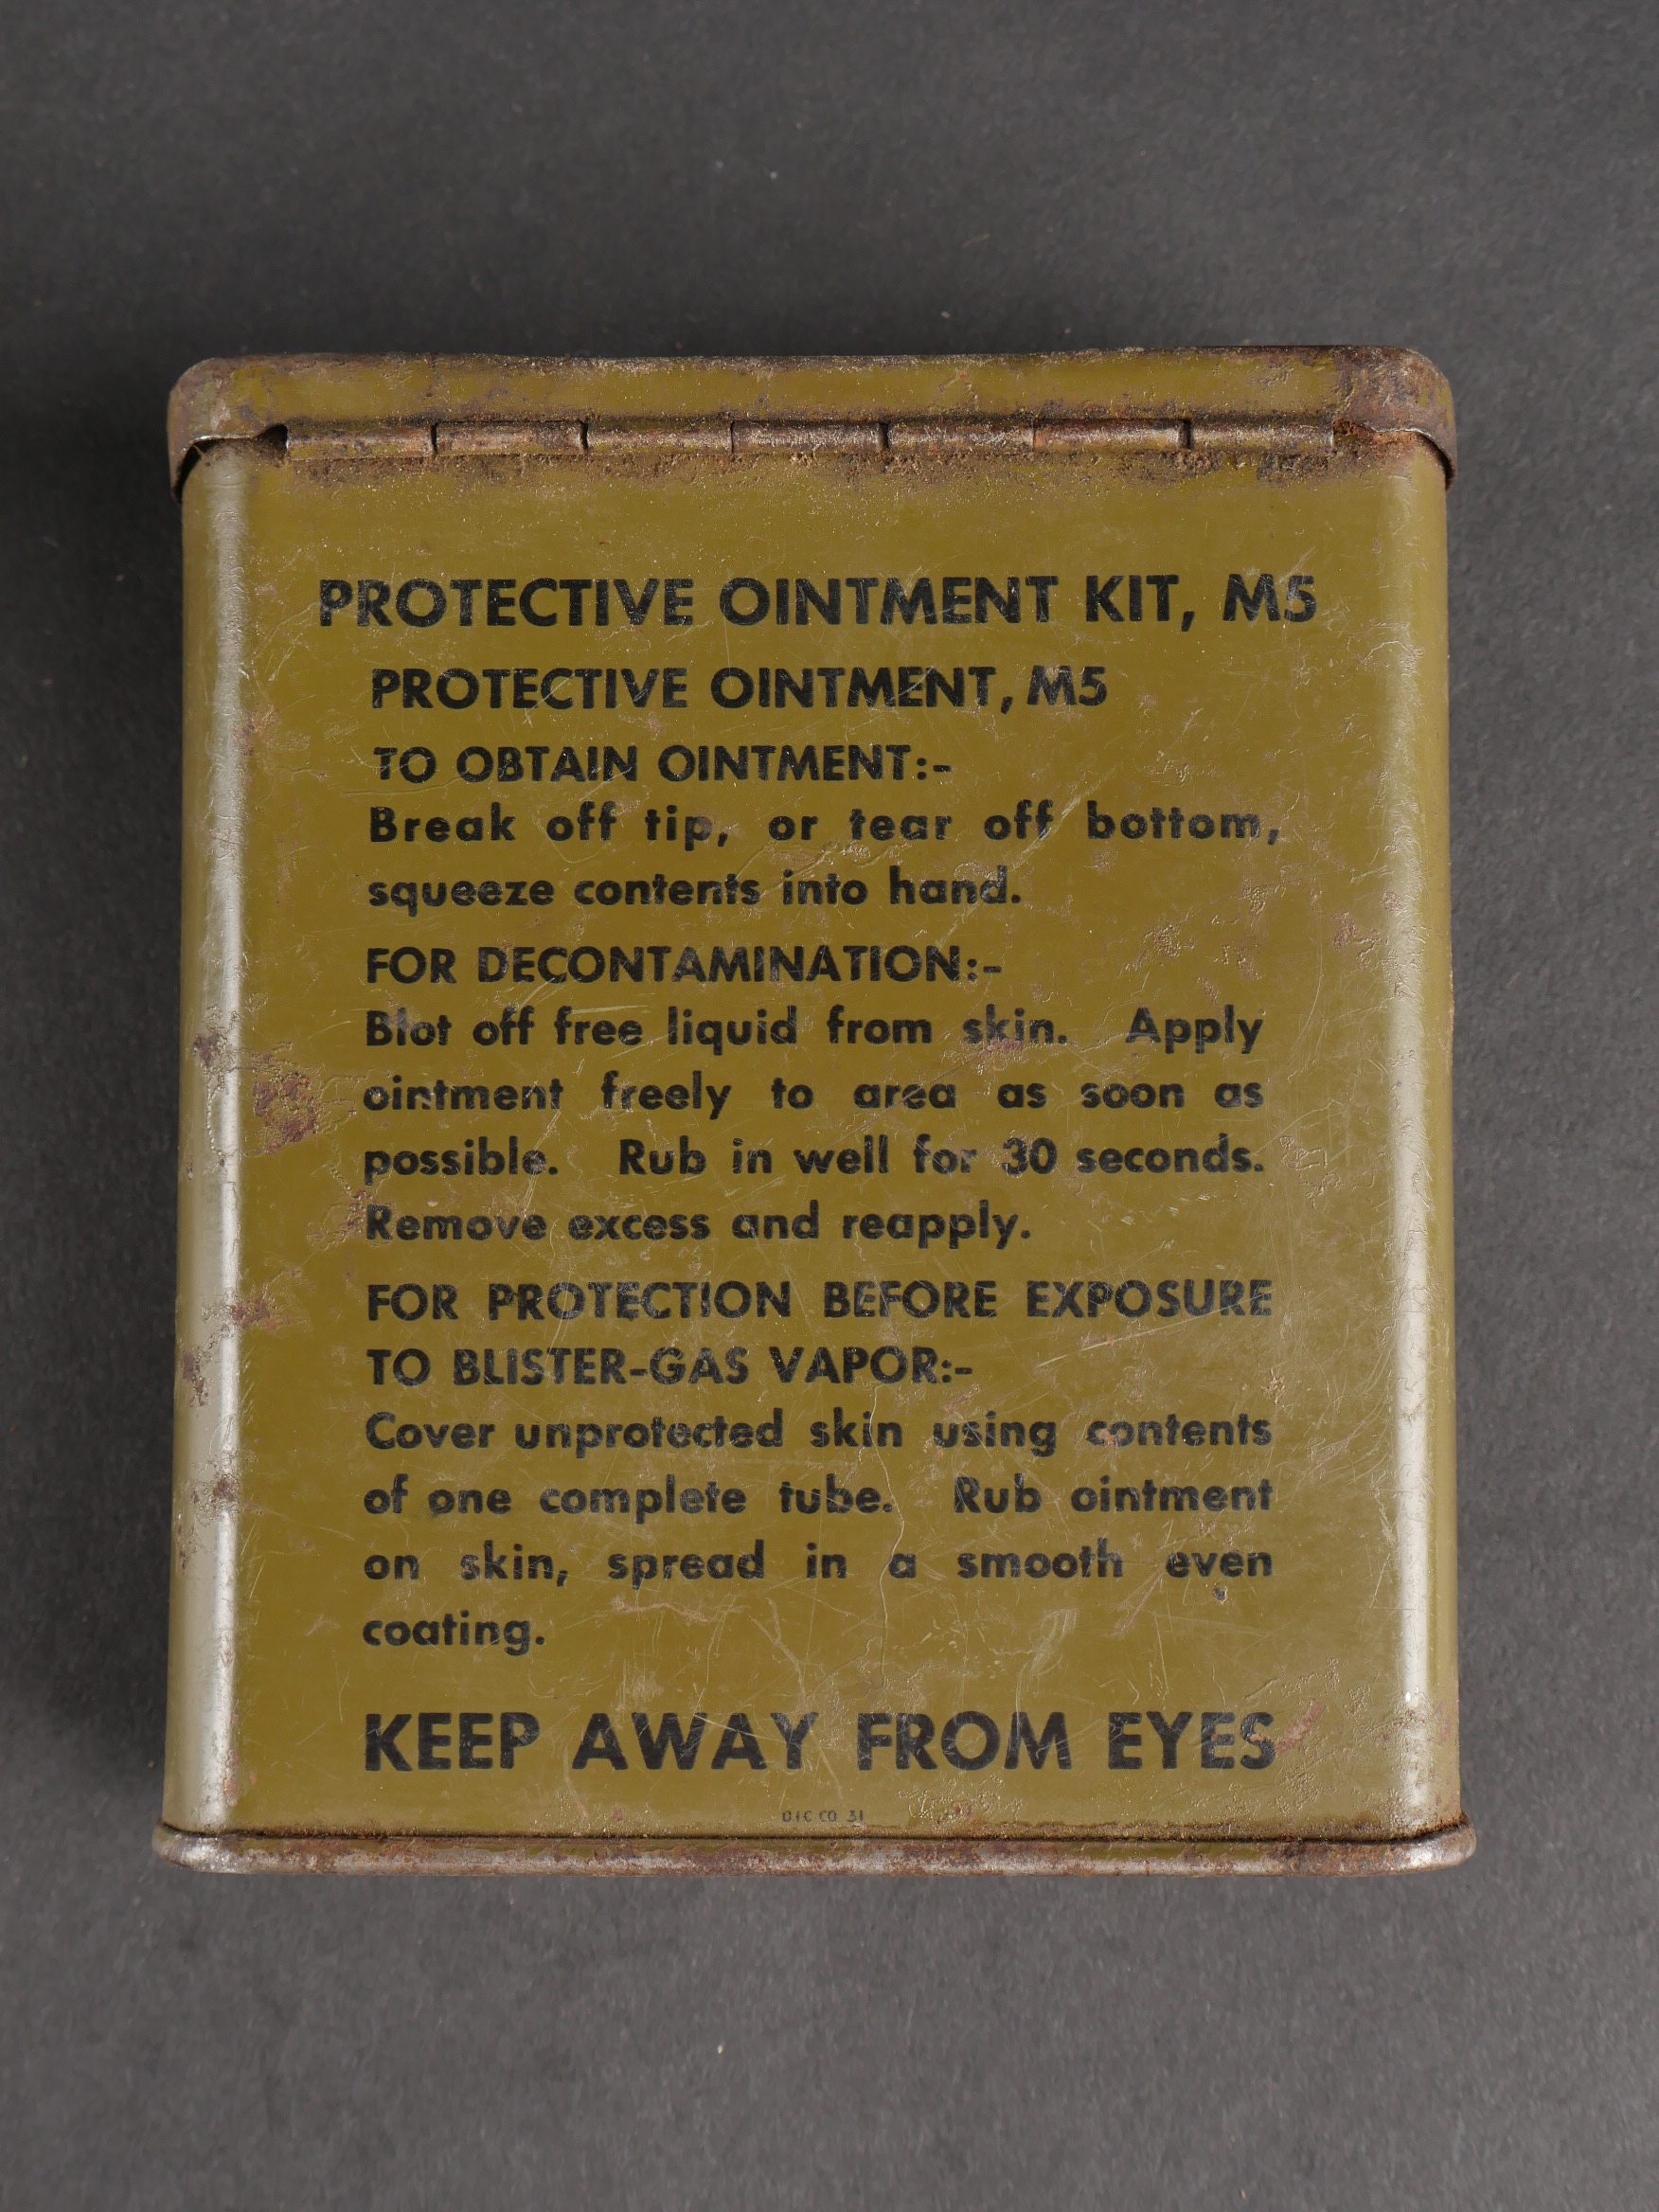 PROTECTIVE OINTMENT KIT, M5
PROTECTIVE OINTMENT, M5
TO OBTAIN OINTMENT:-
Break off tip, or tear off bottom,
squeeze contents into hand.
FOR DECONTAMINATION:-
Blot off free liquid from skin. Apply
ointment freely to area as soon as
possible. Rub in well for 30 seconds.
Remove excess and reapply.
FOR PROTECTION BEFORE EXPOSURE
TO BLISTER-GAS VAPOR:-
Cover unprotected skin using contents
of one complete tube. Rub ointment
on skin, spread in a smooth even
coating.
KEEP AWAY FROM EYES
CO 31